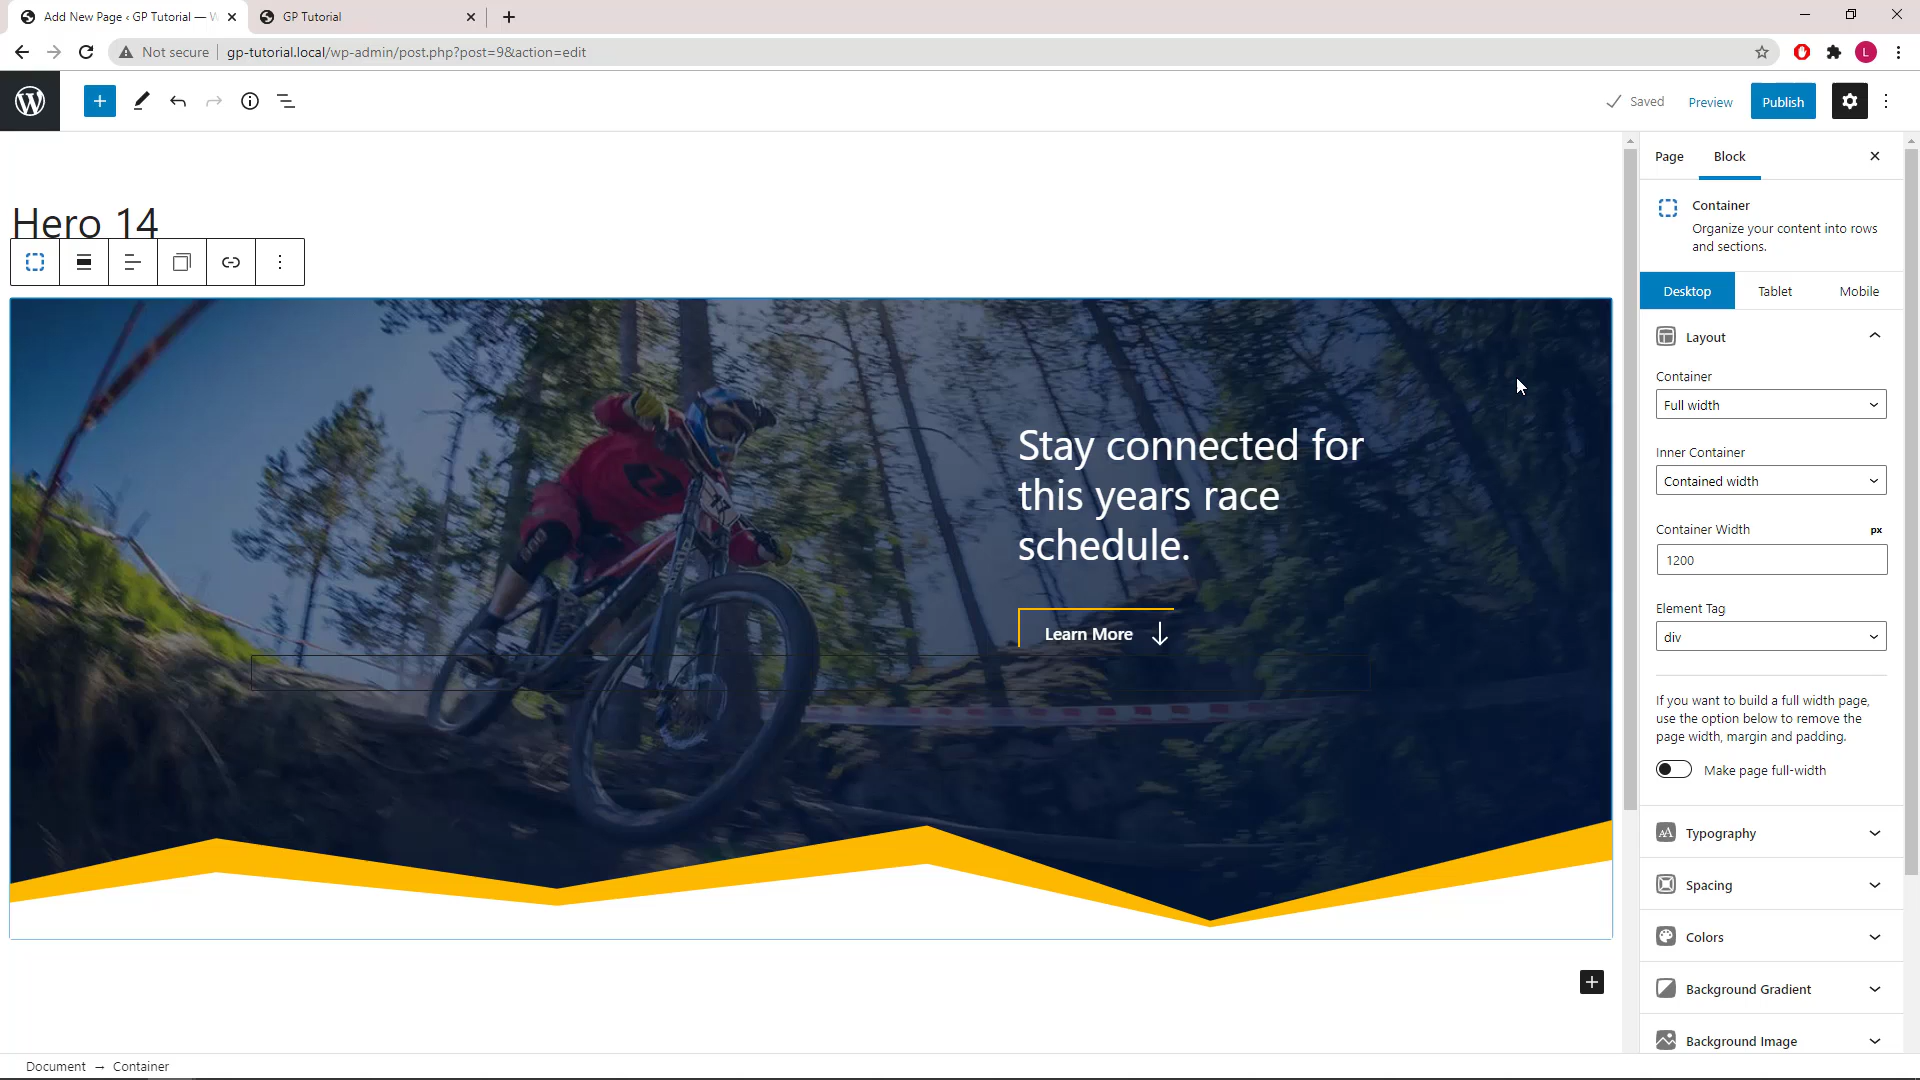 Add New Page ‹ GP Tutorial — W
GP Tutorial
Not secure
gp-tutorial.local/wp-admin/post.php?post=9&action=edit
L
Saved
Preview
Publish
Page
Block
Hero 14
Container
Organize your content into rows
and sections.
Desktop
Tablet
Mobile
Layout
Container
Full width
Inner Container
Contained width
Container Width
px
1200
Element Tag
div
If you want to build a full width page,
use the option below to remove the
page width, margin and padding.
Make page full-width
Typography
Spacing
Colors
Background Gradient
Background Image
Stay connected for
this years race
schedule.
Learn More
Document → Container